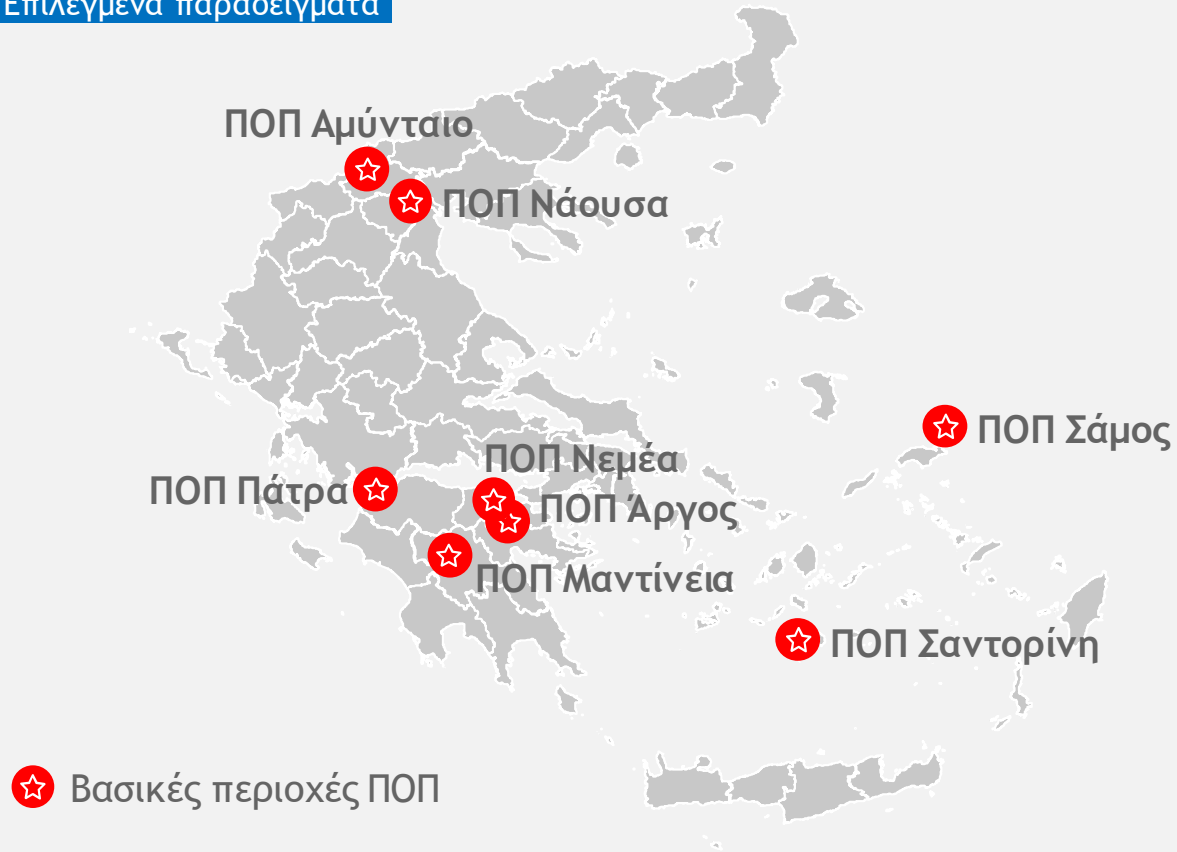 Επιλεγμένα παραδείγματα
ΠΟΠ Αμύνταιο
ΠΟΠ Νάουσα
ΠΟΠ Σάμος
ΠΟΠ Νεμέα
ΠΟΠ Πάτρα
ΠΟΠ Άργος
ΠΟΠ Μαντίνεια
ΠΟΠ Σαντορίνη
Βασικές περιοχές ΠΟΠ